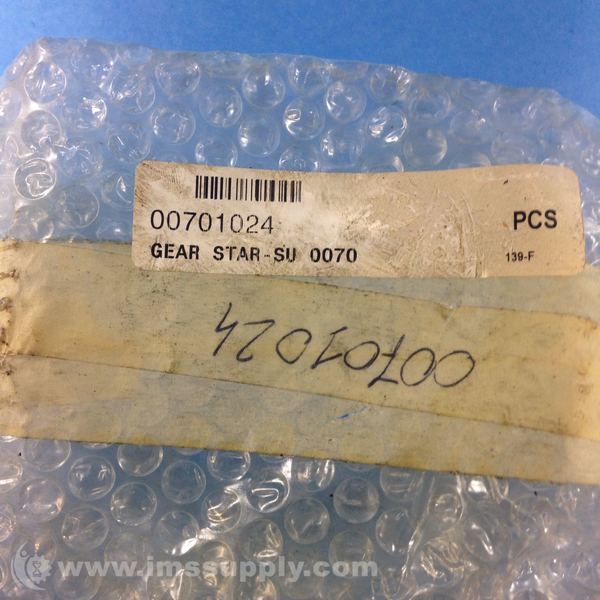 00701024
PCS
GEAR STAR-SU 0070
139-F
00701024
www.imssupply.com